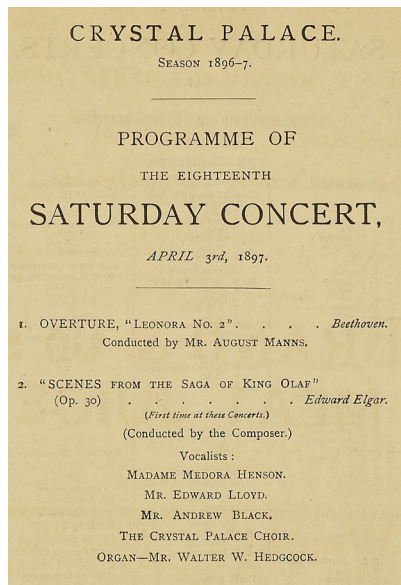 CRYSTAL PALACE.
SEASON 1896–7.
PROGRAMME OF
THE EIGHTEENTH
SATURDAY CONCERT,
APRIL 3rd, 1897.
1. OVERTURE, "LEONORA NO. 2". . . . Beethoven.
Conducted by MR. AUGUST MANNS.
2. "SCENES FROM THE SAGA OF KING OLAF"
(Op. 30) . . . . . . . Edward Elgar.
(First time at these Concerts.)
(Conducted by the Composer.)
Vocalists :
MADAME MEDORA HENSON.
MR. EDWARD LLOYD.
MR. ANDREW BLACK.
THE CRYSTAL PALACE CHOIR.
ORGAN—MR. WALTER W. HEDGCOCK.